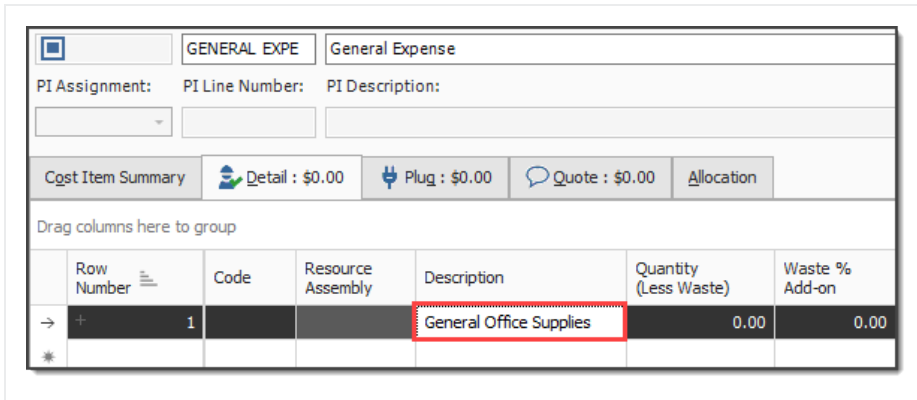 GENERAL EXPE General Expense
PI Assignment: PI Line Number: PI Description:
Cost Item Summary Detail : $0.00 Plug : $0.00 Quote : $0.00 Allocation
Drag columns here to group
Row Number Code Resource Assembly Description Quantity (Less Waste) Waste % Add-on
1 General Office Supplies 0.00 0.00